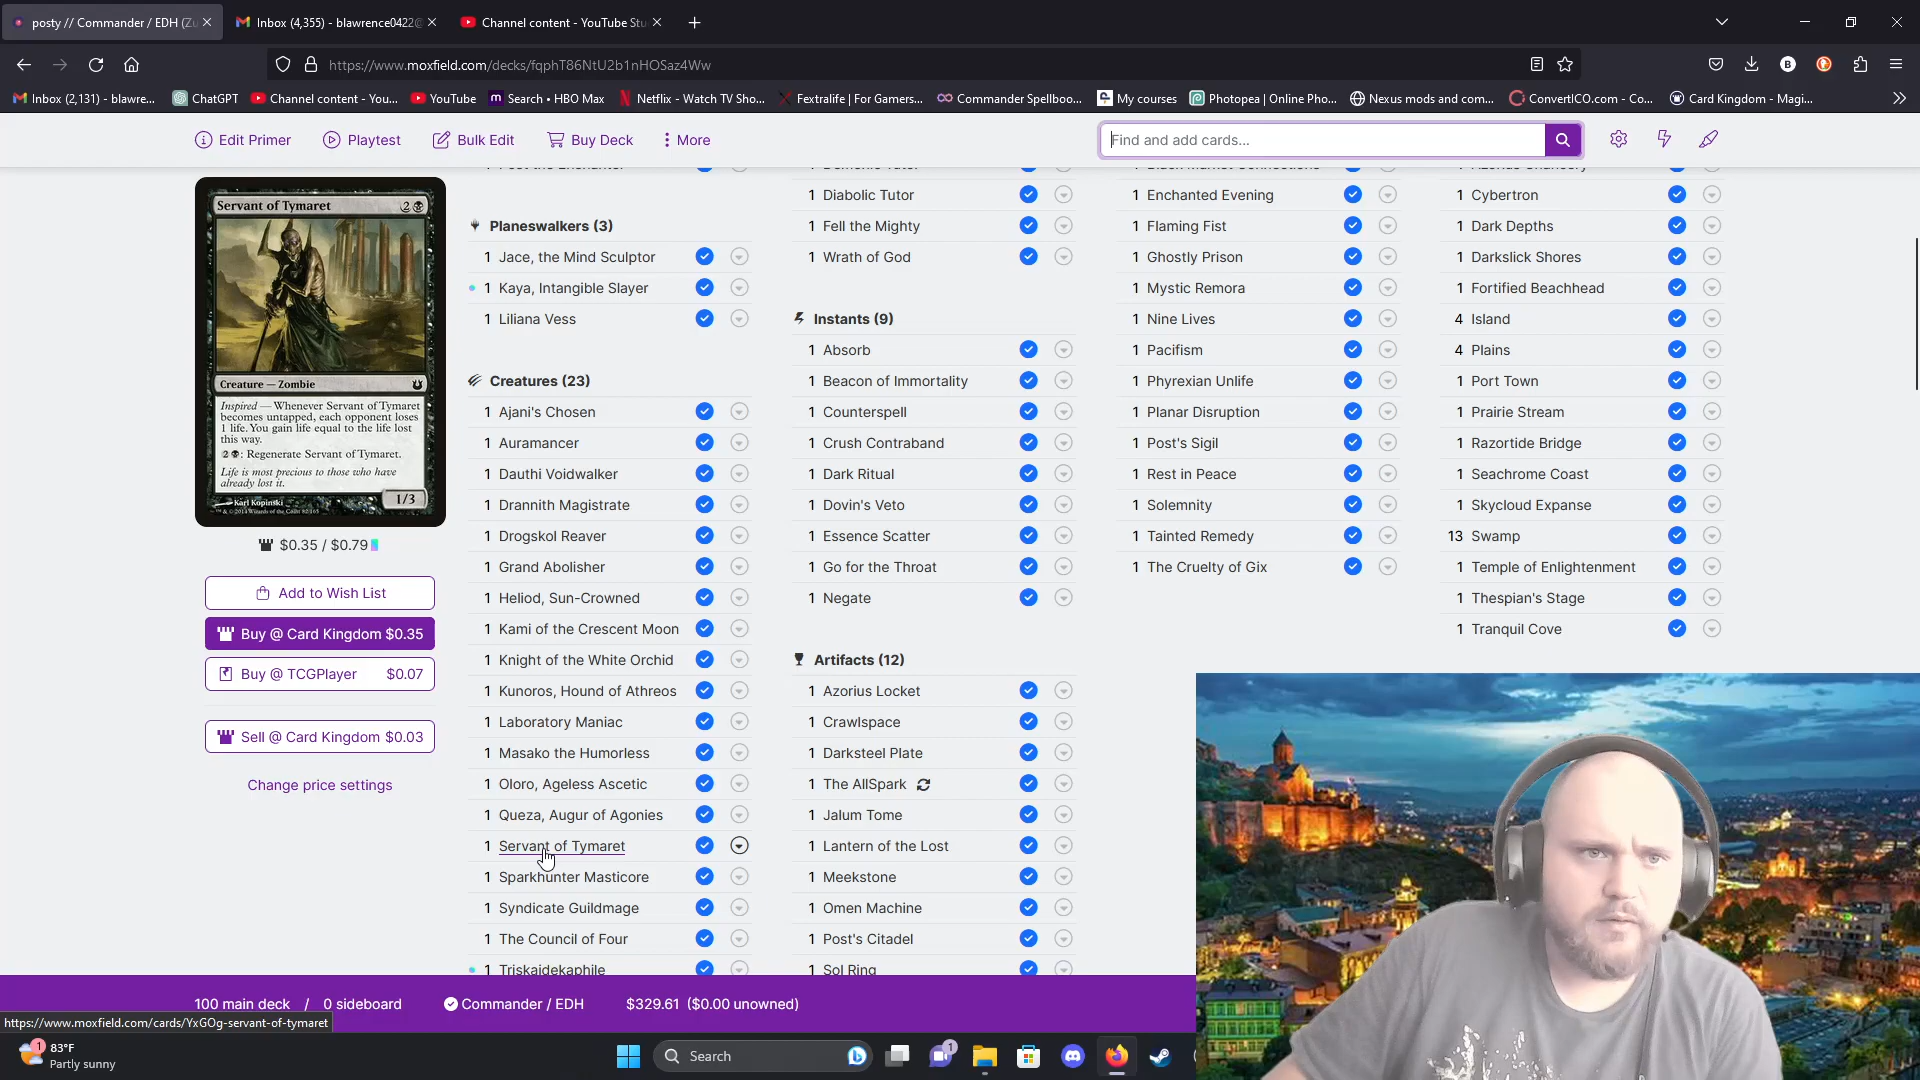 posty // Commander / EDH (Zu
Inbox (4,355) - blawrence0422@
Channel content - YouTube Stu
https://www.moxfield.com/decks/fqphT86NtU2b1nHOSaz4Ww
Inbox (2,131) - blawre...
ChatGPT
Channel content - You...
YouTube
Search • HBO Max
Netflix - Watch TV Sho...
Fextralife | For Gamers...
Commander Spellboo...
My courses
Photopea | Online Pho...
Nexus mods and com...
ConvertICO.com - Co...
Card Kingdom - Magi...
Edit Primer
Playtest
Bulk Edit
Buy Deck
More
Find and add cards...
Servant of Tymaret 2
Creature — Zombie
Inspired — Whenever Servant of Tymaret
becomes untapped, each opponent loses
1 life. You gain life equal to the life lost
this way.
2: Regenerate Servant of Tymaret.
Life is most precious to those who have
already lost it.
Karl Kopinski
1/3
$0.35 / $0.79
Add to Wish List
Buy @ Card Kingdom $0.35
Buy @ TCGPlayer $0.07
Sell @ Card Kingdom $0.03
Change price settings
Planeswalkers (3)
1 Jace, the Mind Sculptor
1 Kaya, Intangible Slayer
1 Liliana Vess
Creatures (23)
1 Ajani's Chosen
1 Auramancer
1 Dauthi Voidwalker
1 Drannith Magistrate
1 Drogskol Reaver
1 Grand Abolisher
1 Heliod, Sun-Crowned
1 Kami of the Crescent Moon
1 Knight of the White Orchid
1 Kunoros, Hound of Athreos
1 Laboratory Maniac
1 Masako the Humorless
1 Oloro, Ageless Ascetic
1 Queza, Augur of Agonies
1 Servant of Tymaret
1 Sparkhunter Masticore
1 Syndicate Guildmage
1 The Council of Four
1 Triskaidekaphile
1 Diabolic Tutor
1 Fell the Mighty
1 Wrath of God
Instants (9)
1 Absorb
1 Beacon of Immortality
1 Counterspell
1 Crush Contraband
1 Dark Ritual
1 Dovin's Veto
1 Essence Scatter
1 Go for the Throat
1 Negate
Artifacts (12)
1 Azorius Locket
1 Crawlspace
1 Darksteel Plate
1 The AllSpark
1 Jalum Tome
1 Lantern of the Lost
1 Meekstone
1 Omen Machine
1 Post's Citadel
1 Sol Ring
1 Enchanted Evening
1 Flaming Fist
1 Ghostly Prison
1 Mystic Remora
1 Nine Lives
1 Pacifism
1 Phyrexian Unlife
1 Planar Disruption
1 Post's Sigil
1 Rest in Peace
1 Solemnity
1 Tainted Remedy
1 The Cruelty of Gix
1 Cybertron
1 Dark Depths
1 Darkslick Shores
1 Fortified Beachhead
4 Island
4 Plains
1 Port Town
1 Prairie Stream
1 Razortide Bridge
1 Seachrome Coast
1 Skycloud Expanse
13 Swamp
1 Temple of Enlightenment
1 Thespian's Stage
1 Tranquil Cove
100 main deck / 0 sideboard
Commander / EDH
$329.61 ($0.00 unowned)
https://www.moxfield.com/cards/YxGOg-servant-of-tymaret
1
83°F
Partly sunny
Search
1